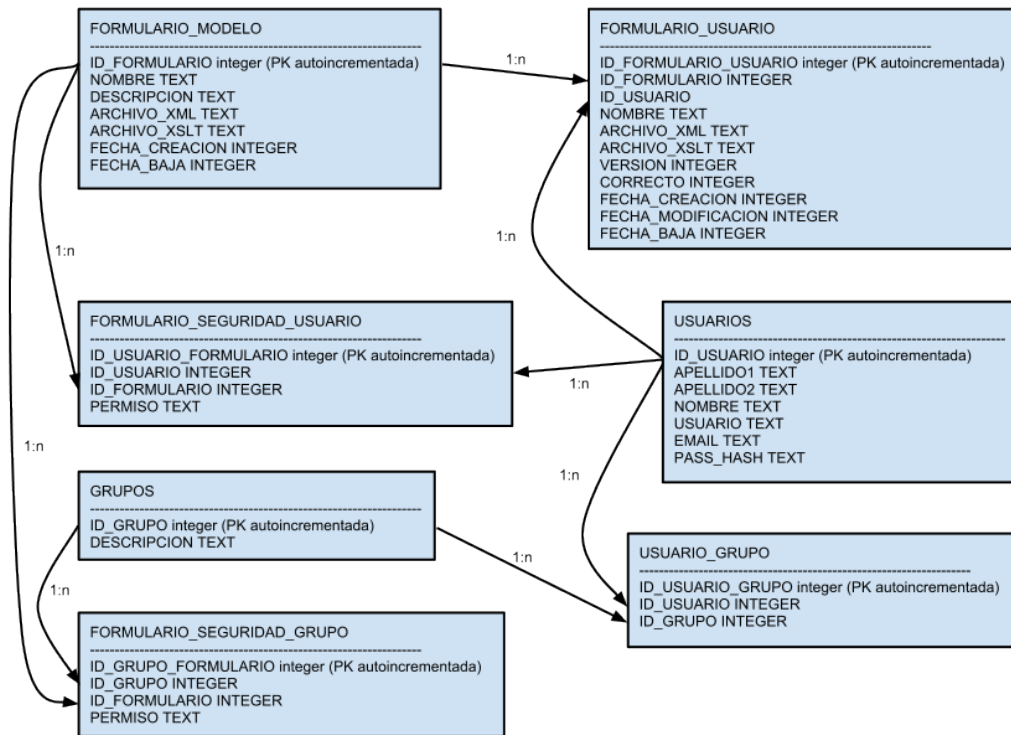 FORMULARIO_MODELO
------------------------------------------------------------
ID_FORMULARIO integer (PK autoincrementada)
NOMBRE TEXT
DESCRIPCION TEXT
ARCHIVO_XML TEXT
ARCHIVO_XSLT TEXT
FECHA_CREACION INTEGER
FECHA_BAJA INTEGER
1:n
FORMULARIO_USUARIO
------------------------------------------------------------
ID_FORMULARIO_USUARIO integer (PK autoincrementada)
ID_FORMULARIO INTEGER
ID_USUARIO
NOMBRE TEXT
ARCHIVO_XML TEXT
ARCHIVO_XSLT TEXT
VERSION INTEGER
CORRECTO INTEGER
FECHA_CREACION INTEGER
FECHA_MODIFICACION INTEGER
FECHA_BAJA INTEGER
1:n
1:n
FORMULARIO_SEGURIDAD_USUARIO
------------------------------------------------------------
ID_USUARIO_FORMULARIO integer (PK autoincrementada)
ID_USUARIO INTEGER
ID_FORMULARIO INTEGER
PERMISO TEXT
1:n
USUARIOS
------------------------------------------------------------
ID_USUARIO integer (PK autoincrementada)
APELLIDO1 TEXT
APELLIDO2 TEXT
NOMBRE TEXT
USUARIO TEXT
EMAIL TEXT
PASS_HASH TEXT
1:n
1:n
GRUPOS
------------------------------------------------------------
ID_GRUPO integer (PK autoincrementada)
DESCRIPCION TEXT
1:n
1:n
USUARIO_GRUPO
------------------------------------------------------------
ID_USUARIO_GRUPO integer (PK autoincrementada)
ID_USUARIO INTEGER
ID_GRUPO INTEGER
FORMULARIO_SEGURIDAD_GRUPO
------------------------------------------------------------
ID_GRUPO_FORMULARIO integer (PK autoincrementada)
ID_GRUPO INTEGER
ID_FORMULARIO INTEGER
PERMISO TEXT